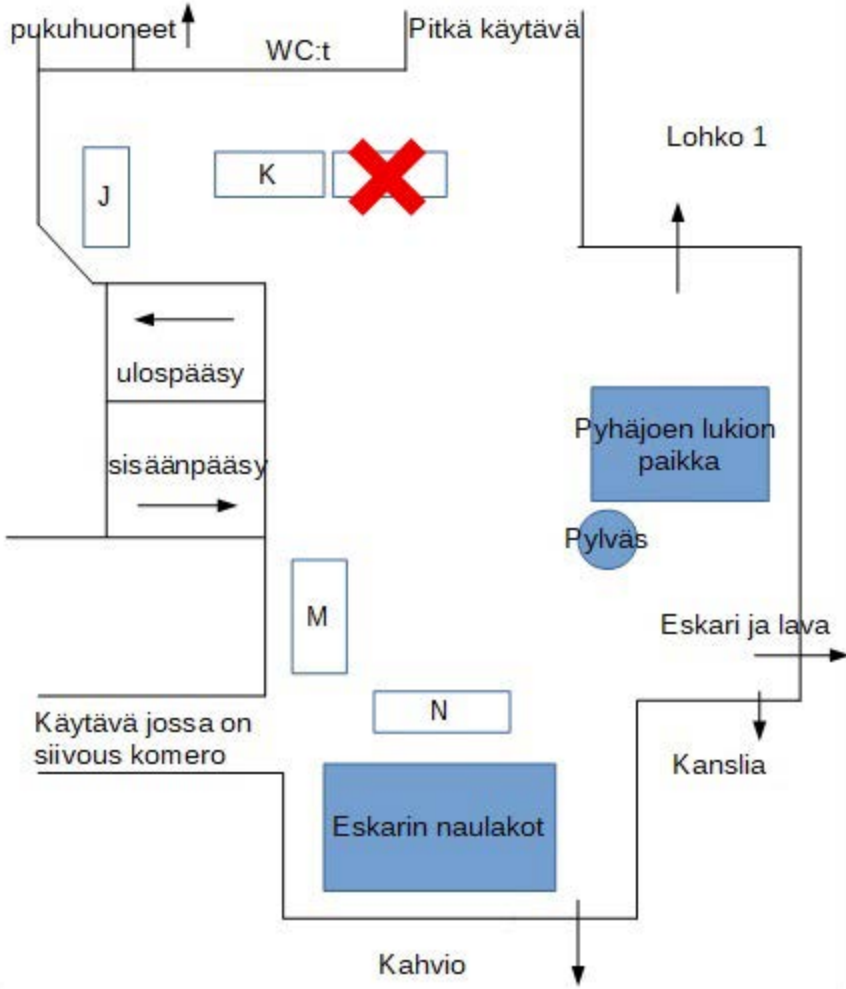 pukuhuoneet
WC:t
Pitkä käytävä
Lohko 1
J
K
ulospääsy
sisäänpääsy
Pyhäjoen lukion
paikka
Pylväs
M
Eskari ja lava
N
Käytävä jossa on
siivous komero
Kanslia
Eskarin naulakot
Kahvio